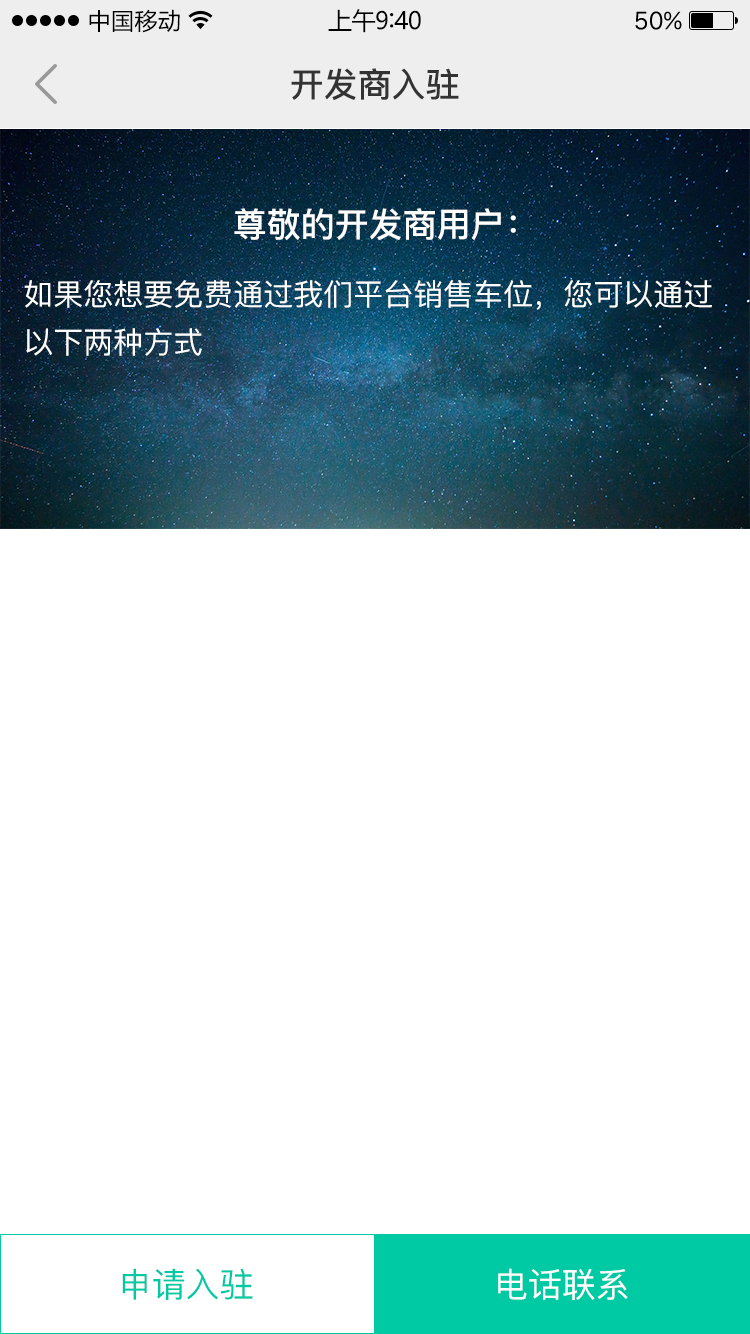 中国移动 上午9:40 50%
开发商入驻
尊敬的开发商用户：
如果您想要免费通过我们平台销售车位，您可以通过
以下两种方式
申请入驻 电话联系